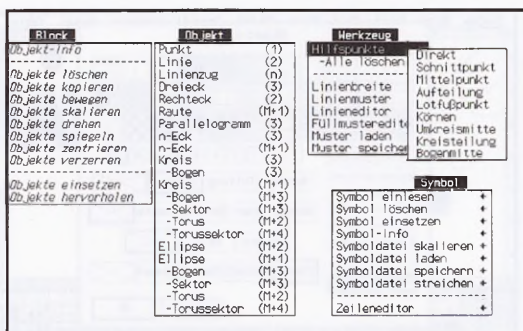 Block
Objekt-Info
Objekte löschen
Objekte kopieren
Objekte bewegen
Objekte skalieren
Objekte drehen
Objekte spiegeln
Objekte zentrieren
Objekte verzerren
Objekte einsetzen
Objekte hervorholen
Objekt
Punkt (1)
Linie (2)
Linienzug (n)
Dreieck (3)
Rechteck (2)
Raute (M+1)
Parallelogramm (3)
n-Eck (3)
n-Eck (M+1)
Kreis (3)
-Bogen (3)
Kreis (M+1)
-Bogen (M+3)
-Sektor (M+3)
-Torus (M+2)
-Torussektor (M+4)
Ellipse (M+2)
Ellipse (M+1)
-Bogen (M+3)
-Sektor (M+3)
-Torus (M+2)
-Torussektor (M+4)
Werkzeug
Hilfspunkte
-Alle löschen
Linienbreite
Linienmuster
Linieneditor
Füllmusteredit
Muster laden
Muster speicher
Direkt
Schnittpunkt
Mittelpunkt
Aufteilung
Lotfußpunkt
Körnen
Umkreismitte
Kreisteilung
Bogenmitte
Symbol
Symbol einlesen +
Symbol löschen +
Symbol einsetzen +
Symbol-Info +
Symboldatei skalieren +
Symboldatei laden +
Symboldatei speichern +
Symboldatei streichen +
Zeileneditor +